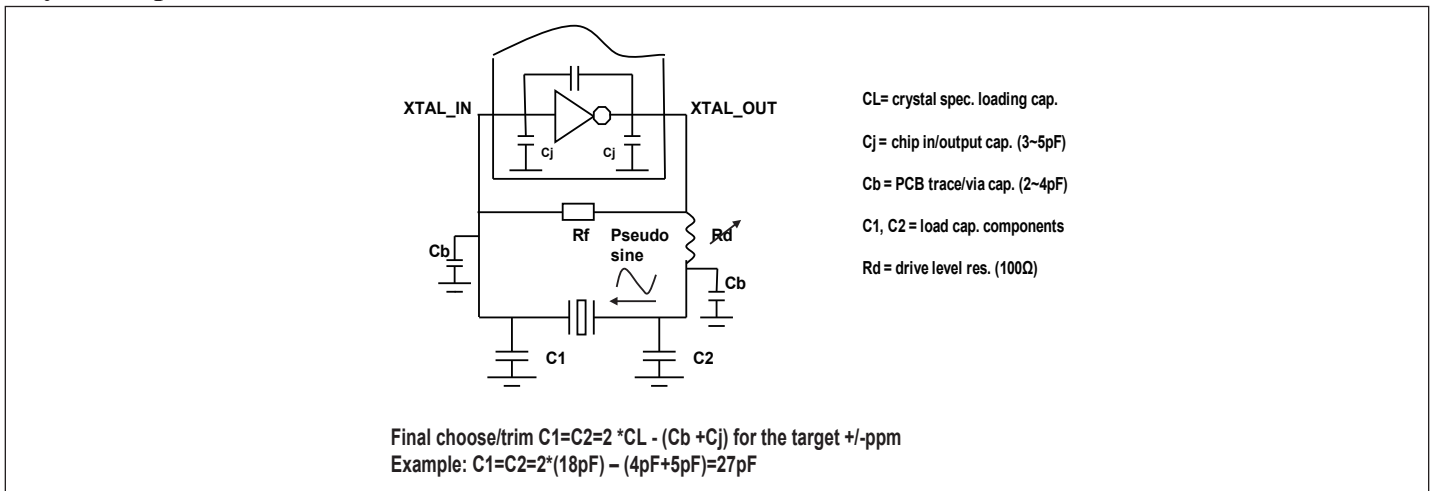 XTAL_IN
XTAL_OUT
Cj
Cj
Rf
Pseudo
sine
Rd
Cb
Cb
C1
C2
CL= crystal spec. loading cap.
Cj = chip in/output cap. (3~5pF)
Cb = PCB trace/via cap. (2~4pF)
C1, C2 = load cap. components
Rd = drive level res. (100Ω)
Final choose/trim C1=C2=2 *CL - (Cb +Cj) for the target +/-ppm
Example: C1=C2=2*(18pF) – (4pF+5pF)=27pF